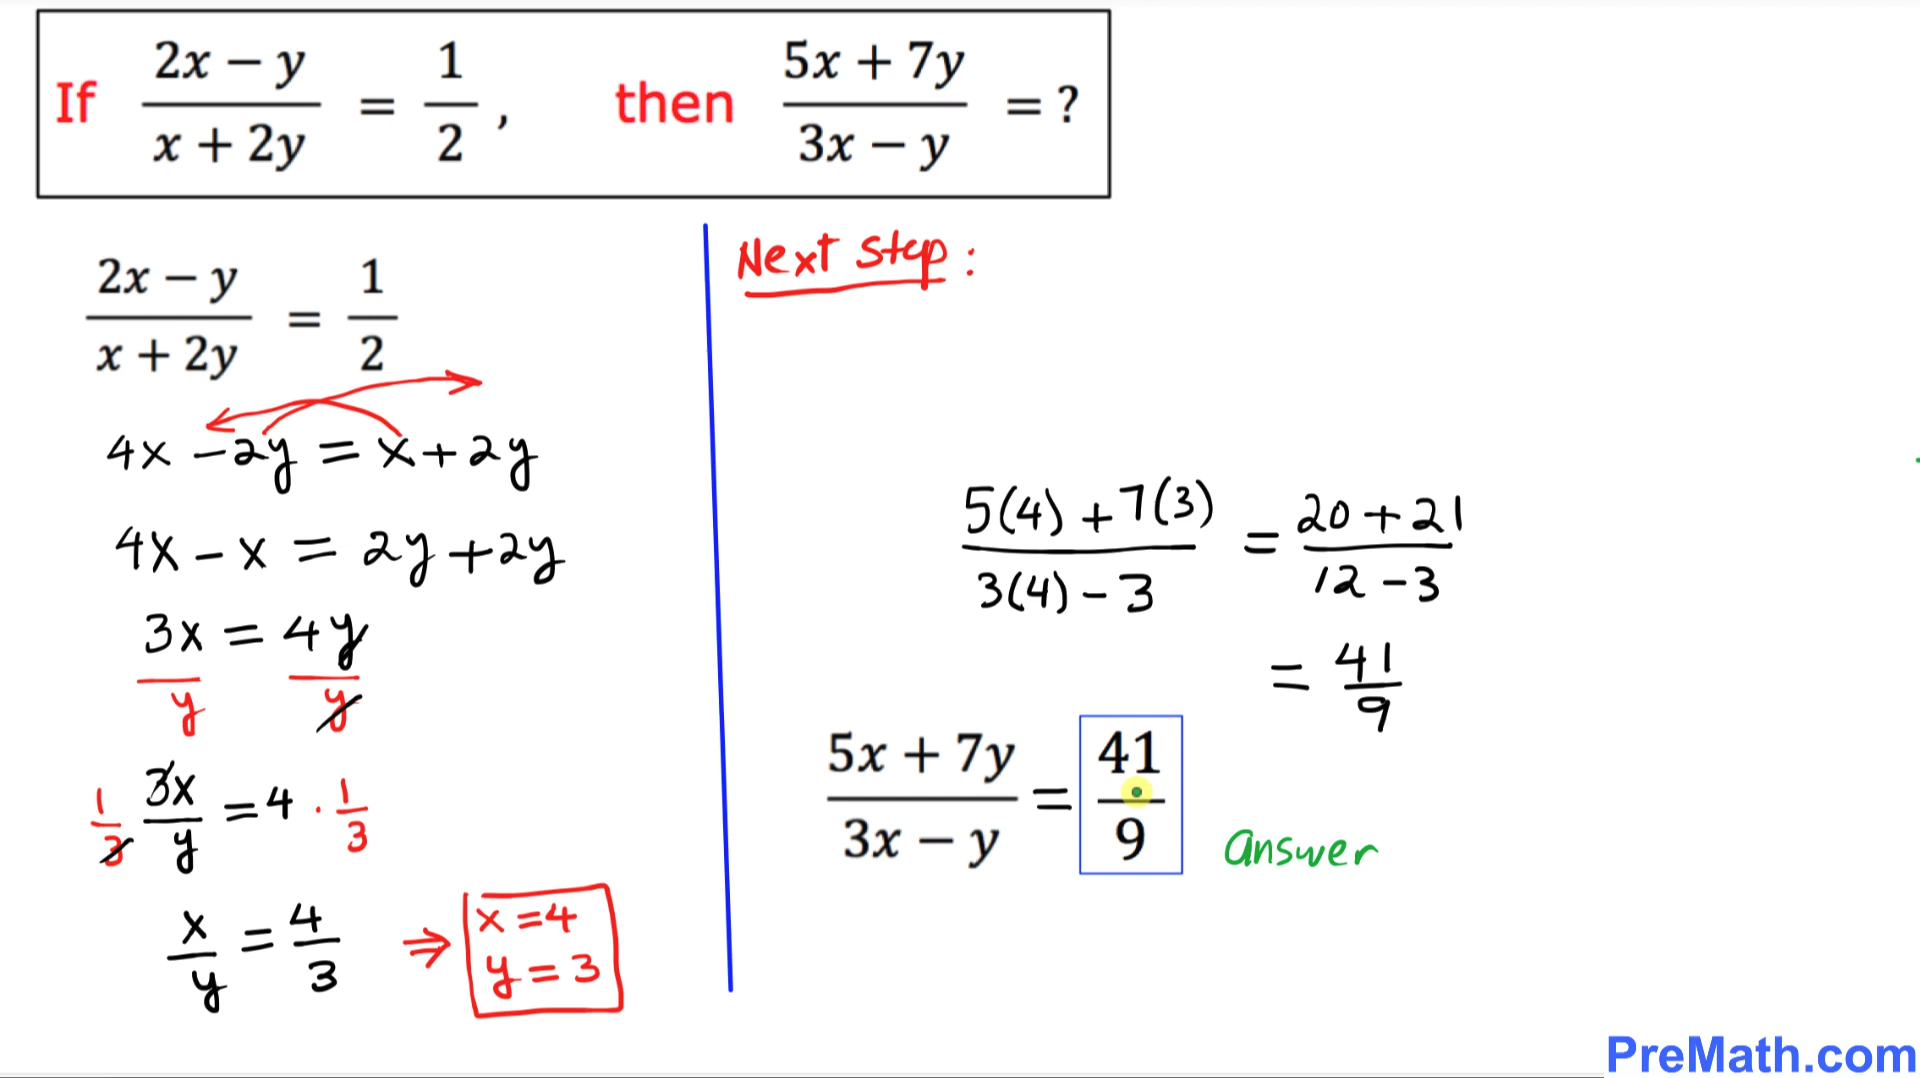 If (2x − y)/(x + 2y) = 1/2 , then (5x + 7y)/(3x − y) = ?
(2x − y)/(x + 2y) = 1/2
4x − 2y = x + 2y
4x − x = 2y + 2y
3x/y = 4y/y
1/3 3x/y = 4 · 1/3
x/y = 4/3 ⇒ x = 4
y = 3
Next Step :
(5(4) + 7(3))/(3(4) − 3) = (20 + 21)/(12 − 3)
= 41/9
(5x + 7y)/(3x − y) = 41/9 answer
PreMath.com